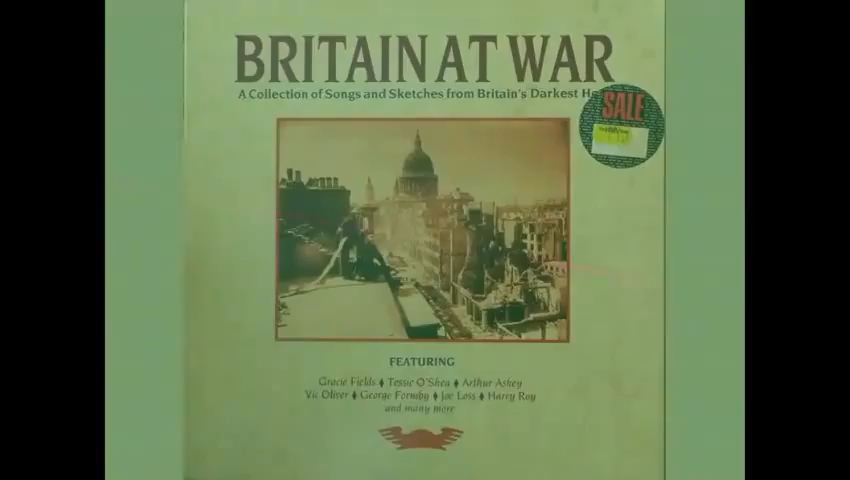 BRITAIN AT WAR
A Collection of Songs and Sketches from Britain's Darkest
SALE
FEATURING
Gracie Fields ♦ Tessie O'Shea ♦ Arthur Askey
Vic Oliver ♦ George Formby ♦ Joe Loss ♦ Harry Roy
and many more